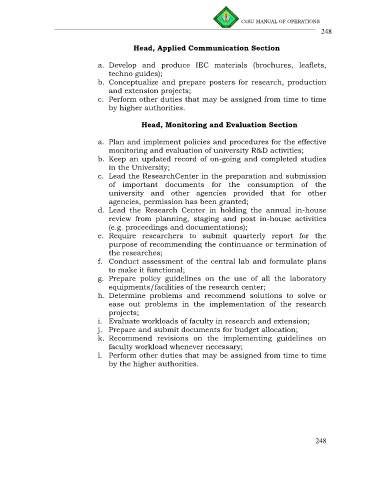 CvSU MANUAL OF OPERATIONS
248
Head, Applied Communication Section
a. Develop and produce IEC materials (brochures, leaflets,
techno guides);
b. Conceptualize and prepare posters for research, production
and extension projects;
c. Perform other duties that may be assigned from time to time
by higher authorities.
Head, Monitoring and Evaluation Section
a. Plan and implement policies and procedures for the effective
monitoring and evaluation of university R&D activities;
b. Keep an updated record of on-going and completed studies
in the University;
c. Lead the ResearchCenter in the preparation and submission
of important documents for the consumption of the
university and other agencies provided that for other
agencies, permission has been granted;
d. Lead the Research Center in holding the annual in-house
review from planning, staging and post in-house activities
(e.g. proceedings and documentations);
e. Require researchers to submit quarterly report for the
purpose of recommending the continuance or termination of
the researches;
f. Conduct assessment of the central lab and formulate plans
to make it functional;
g. Prepare policy guidelines on the use of all the laboratory
equipments/facilities of the research center;
h. Determine problems and recommend solutions to solve or
ease out problems in the implementation of the research
projects;
i. Evaluate workloads of faculty in research and extension;
j. Prepare and submit documents for budget allocation;
k. Recommend revisions on the implementing guidelines on
faculty workload whenever necessary;
l. Perform other duties that may be assigned from time to time
by the higher authorities.
248